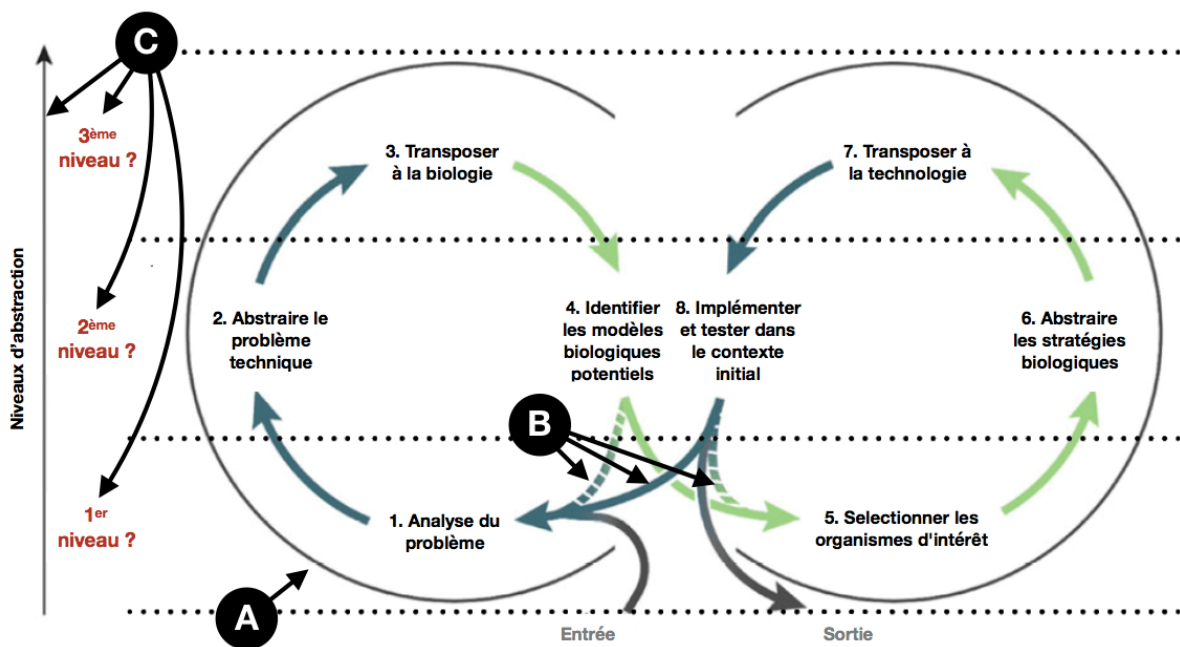 C
Niveaux d'abstraction
3ème
niveau ?
2ème
niveau ?
1er
niveau ?
3. Transposer
à la biologie
7. Transposer à
la technologie
2. Abstraire le
problème
technique
4. Identifier
les modèles
biologiques
potentiels
8. Implémenter
et tester dans
le contexte
initial
6. Abstraire
les stratégies
biologiques
B
1. Analyse du
problème
5. Selectionner les
organismes d'intérêt
A
Entrée
Sortie